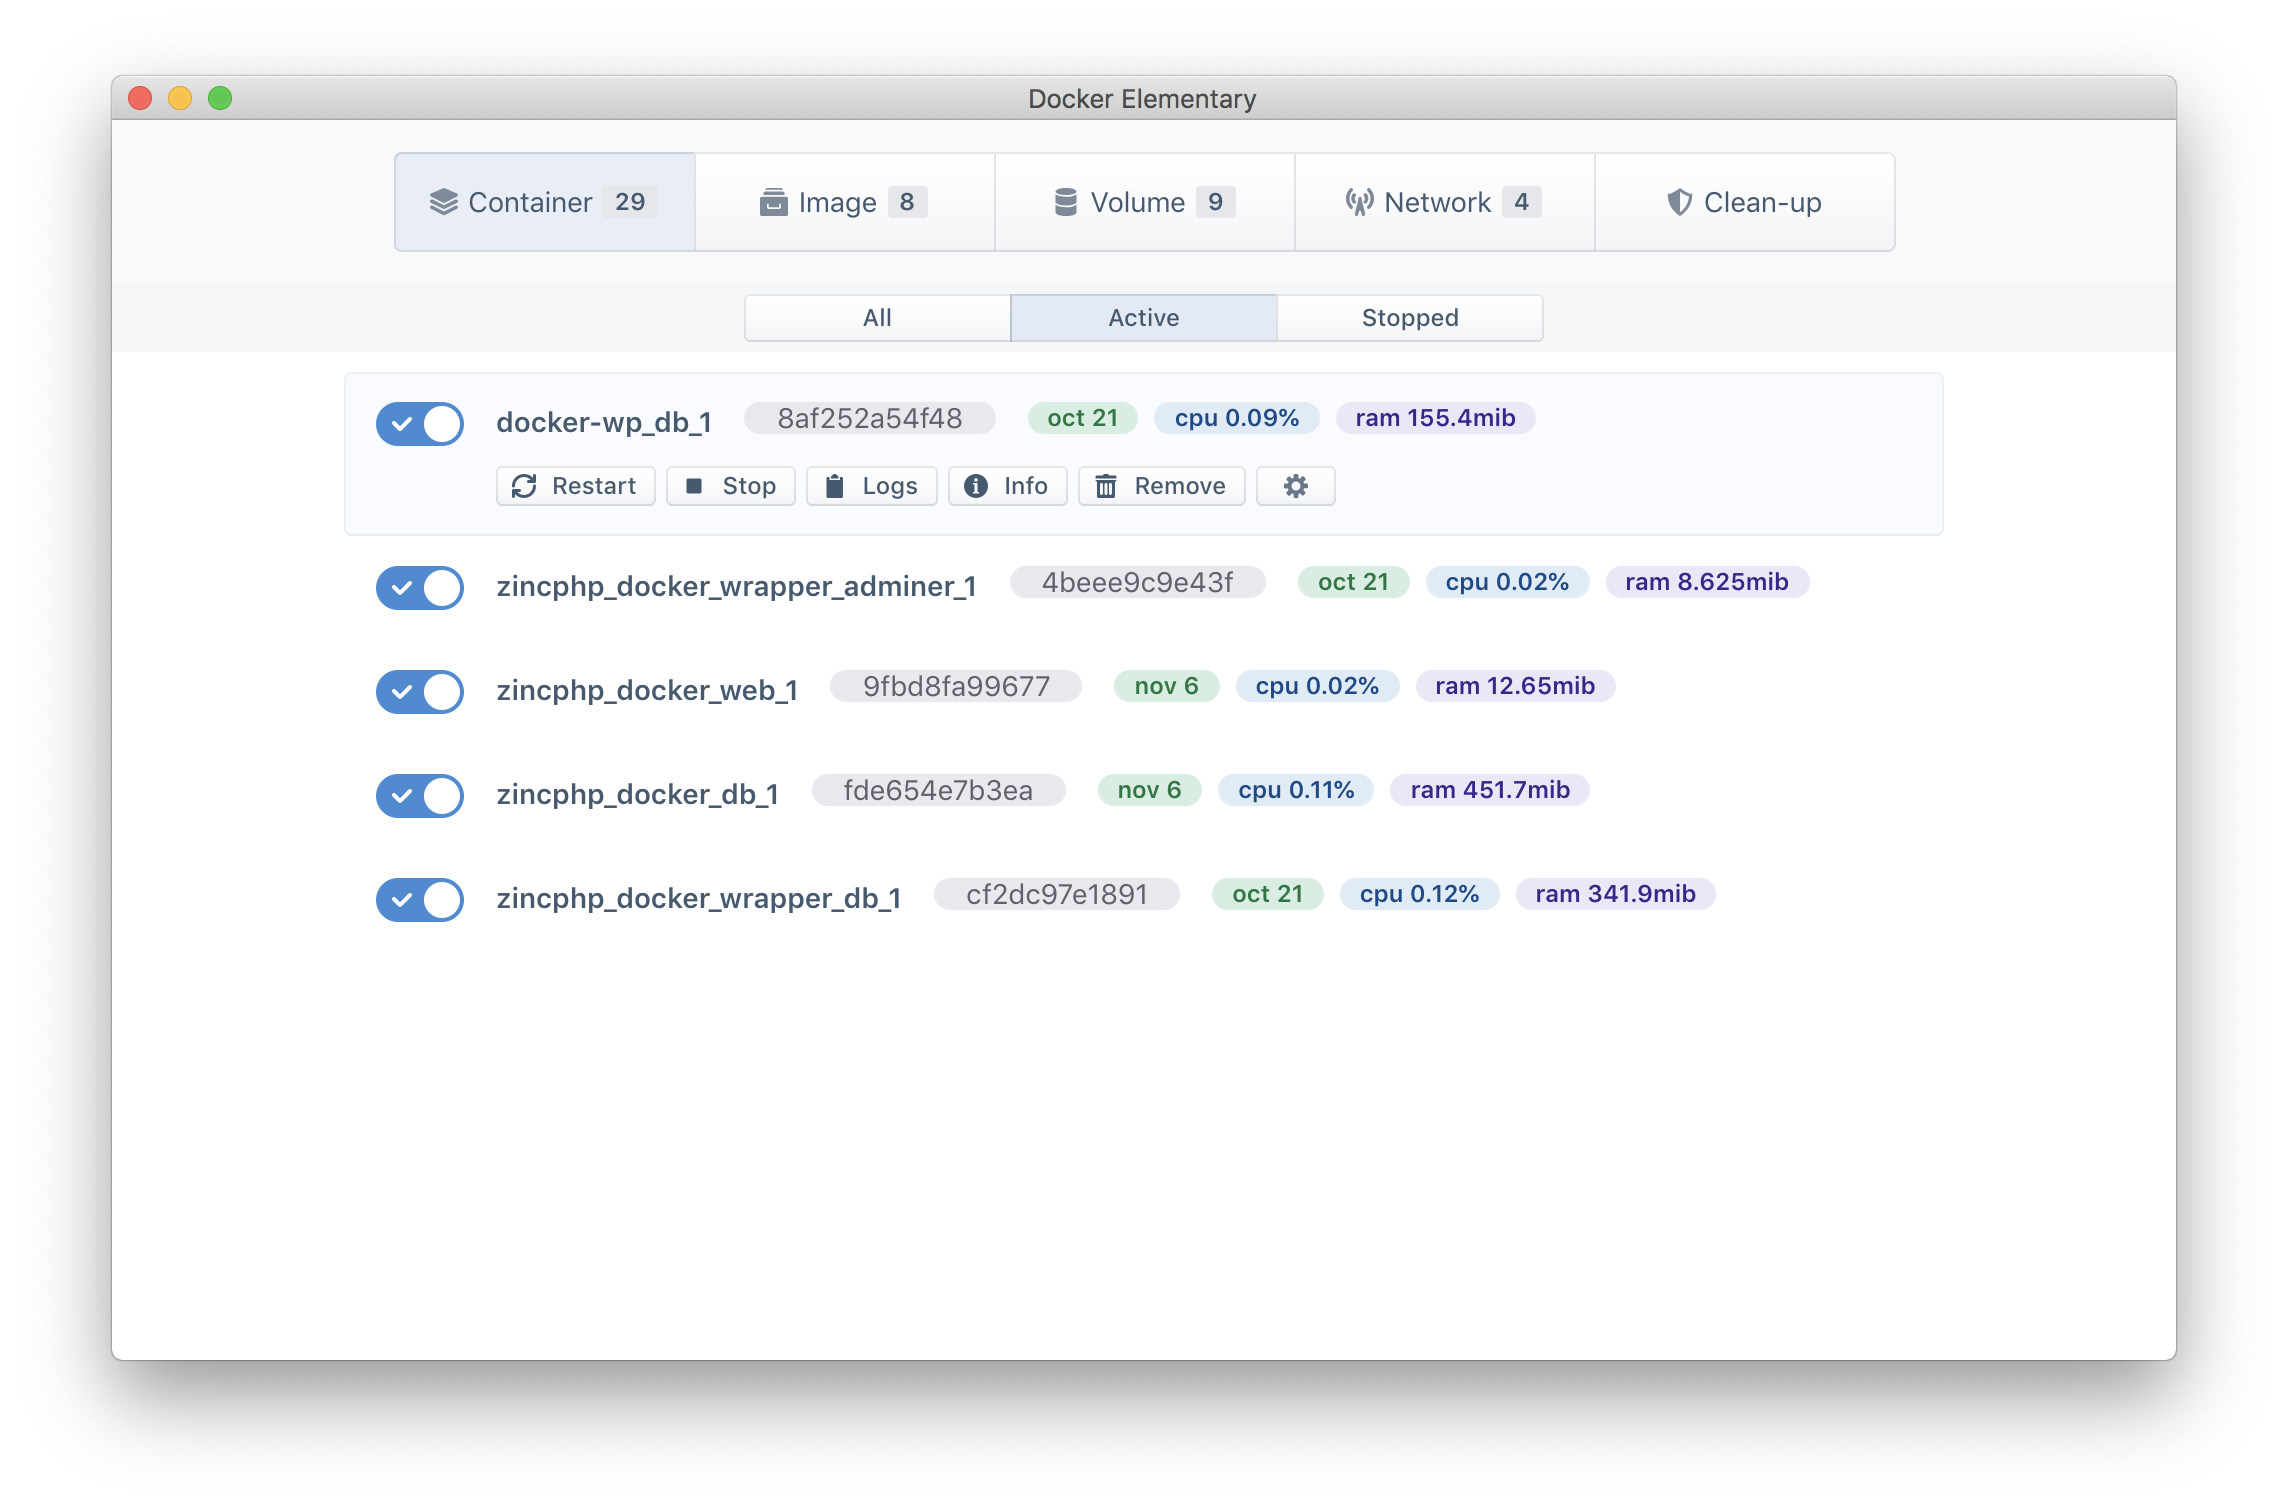 Docker Elementary
Container 29 Image 8 Volume 9 Network 4 Clean-up
All Active Stopped
docker-wp_db_1 8af252a54f48 oct 21 cpu 0.09% ram 155.4mib
Restart Stop Logs Info Remove
zincphp_docker_wrapper_adminer_1 4beee9c9e43f oct 21 cpu 0.02% ram 8.625mib
zincphp_docker_web_1 9fbd8fa99677 nov 6 cpu 0.02% ram 12.65mib
zincphp_docker_db_1 fde654e7b3ea nov 6 cpu 0.11% ram 451.7mib
zincphp_docker_wrapper_db_1 cf2dc97e1891 oct 21 cpu 0.12% ram 341.9mib